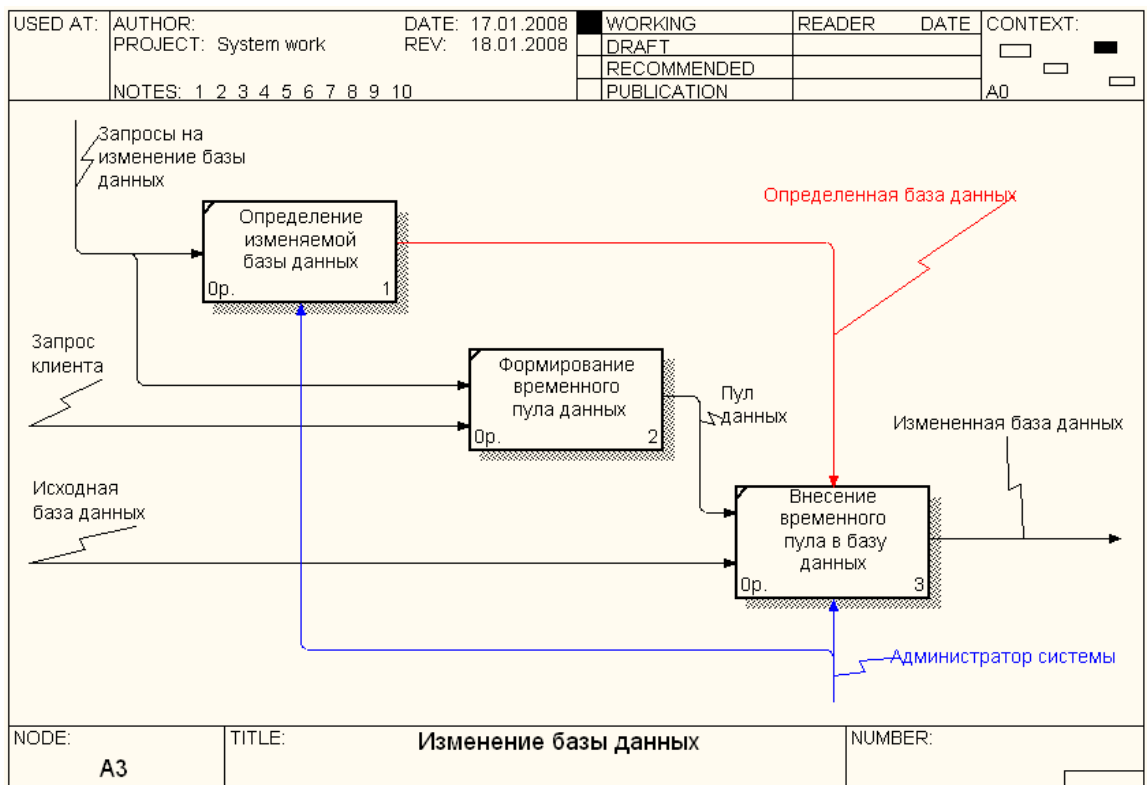 USED AT:
AUTHOR:
DATE: 17.01.2008
PROJECT: System work
REV: 18.01.2008
NOTES: 1 2 3 4 5 6 7 8 9 10
WORKING
DRAFT
RECOMMENDED
PUBLICATION
READER DATE
CONTEXT:
A0
Запросы на
изменение базы
данных
Определение
изменяемой
базы данных
0р. 1
Определенная база данных
Запрос
клиента
Формирование
временного
пула данных
0р. 2
Пул
данных
Измененная база данных
Исходная
база данных
Внесение
временного
пула в базу
данных
0р. 3
Администратор системы
NODE:
A3
TITLE:
Изменение базы данных
NUMBER: